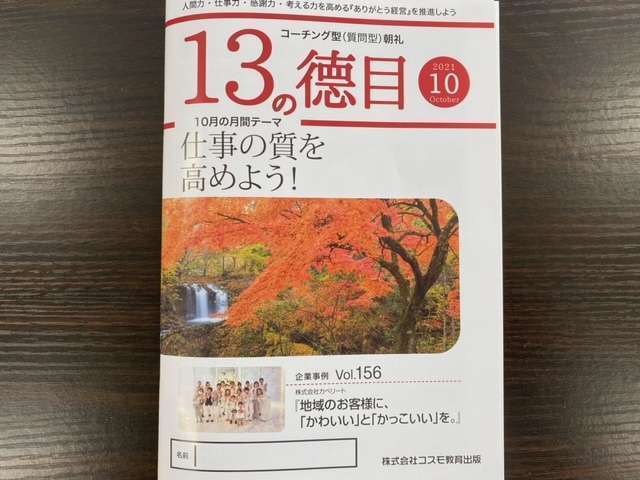 人間力・仕事力・感謝力・考える力を高める『ありがとう経営』を推進しよう
コーチング型(質問型)朝礼
13の徳目
2021
10
October
10月の月間テーマ
仕事の質を
高めよう!
企業事例 Vol.156
株式会社カベリート
『地域のお客様に、
「かわいい」と「かっこいい」を。』
名前
株式会社コスモ教育出版